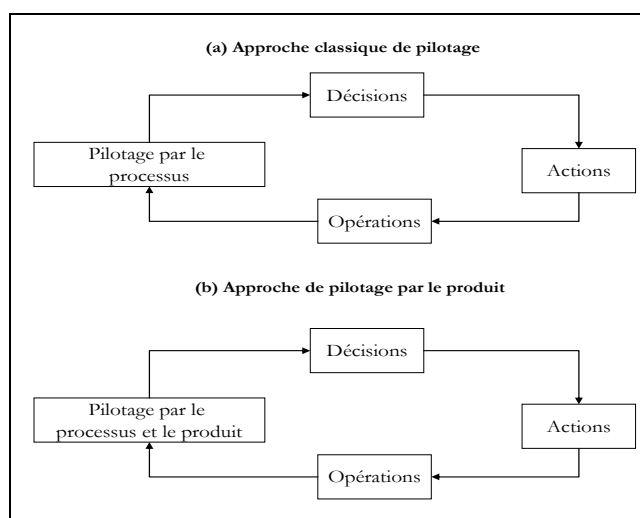 (a) Approche classique de pilotage
Décisions
Pilotage par le
processus
Actions
Opérations
(b) Approche de pilotage par le produit
Décisions
Pilotage par le
processus et le produit
Actions
Opérations